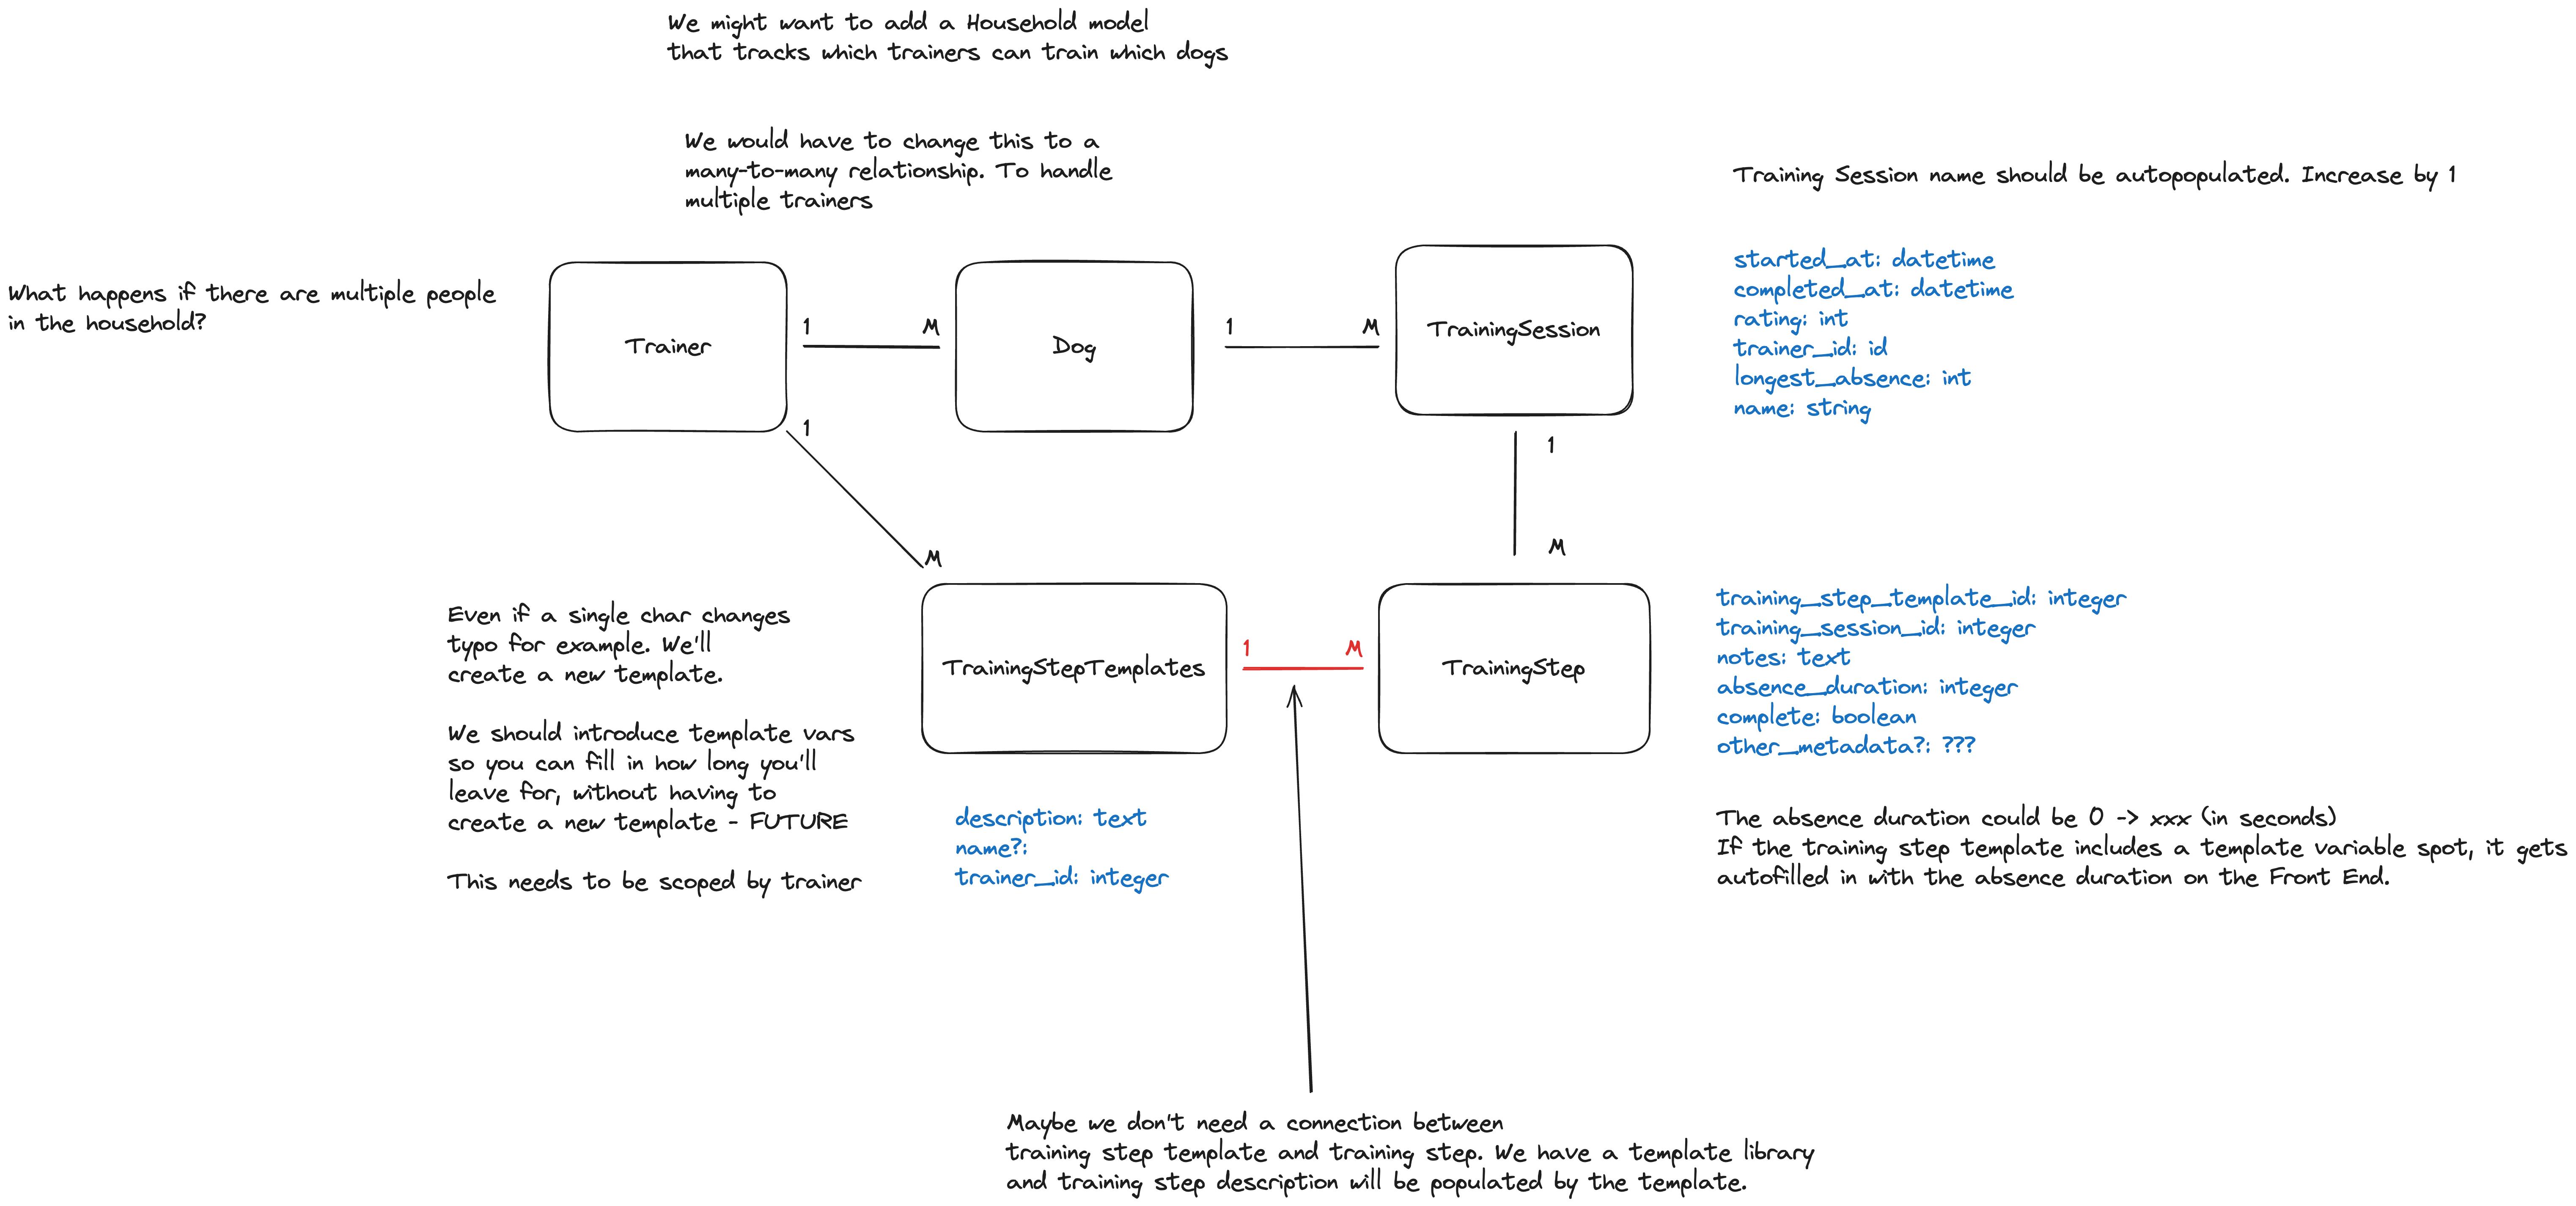 We might want to add a Household model
that tracks which trainers can train which dogs
We would have to change this to a
many-to-many relationship. To handle
multiple trainers
Training Session name should be autopopulated. Increase by 1
What happens if there are multiple people
in the household?
Trainer
1
M
Dog
1
M
TrainingSession
started_at: datetime
completed_at: datetime
rating: int
trainer_id: id
longest_absence: int
name: string
1
M
1
M
Even if a single char changes
typo for example. We'll
create a new template.
We should introduce template vars
so you can fill in how long you'll
leave for, without having to
create a new template - FUTURE
This needs to be scoped by trainer
TrainingStepTemplates
description: text
name?:
trainer_id: integer
1
M
TrainingStep
training_step_template_id: integer
training_session_id: integer
notes: text
absence_duration: integer
complete: boolean
other_metadata?: ???
The absence duration could be 0 -> xxx (in seconds)
If the training step template includes a template variable spot, it gets
autofilled in with the absence duration on the Front End.
Maybe we don't need a connection between
training step template and training step. We have a template library
and training step description will be populated by the template.